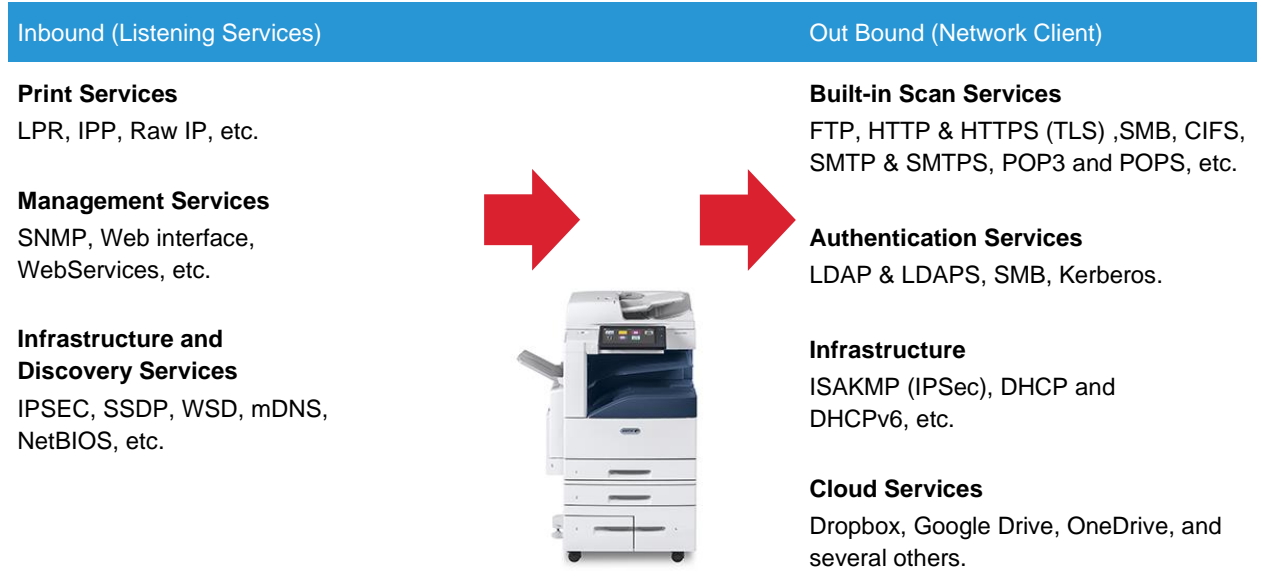 Inbound (Listening Services)
Out Bound (Network Client)
Print Services
LPR, IPP, Raw IP, etc.
Management Services
SNMP, Web interface,
WebServices, etc.
Infrastructure and
Discovery Services
IPSEC, SSDP, WSD, mDNS,
NetBIOS, etc.
Built-in Scan Services
FTP, HTTP & HTTPS (TLS) ,SMB, CIFS,
SMTP & SMTPS, POP3 and POPS, etc.
Authentication Services
LDAP & LDAPS, SMB, Kerberos.
Infrastructure
ISAKMP (IPSec), DHCP and
DHCPv6, etc.
Cloud Services
Dropbox, Google Drive, OneDrive, and
several others.